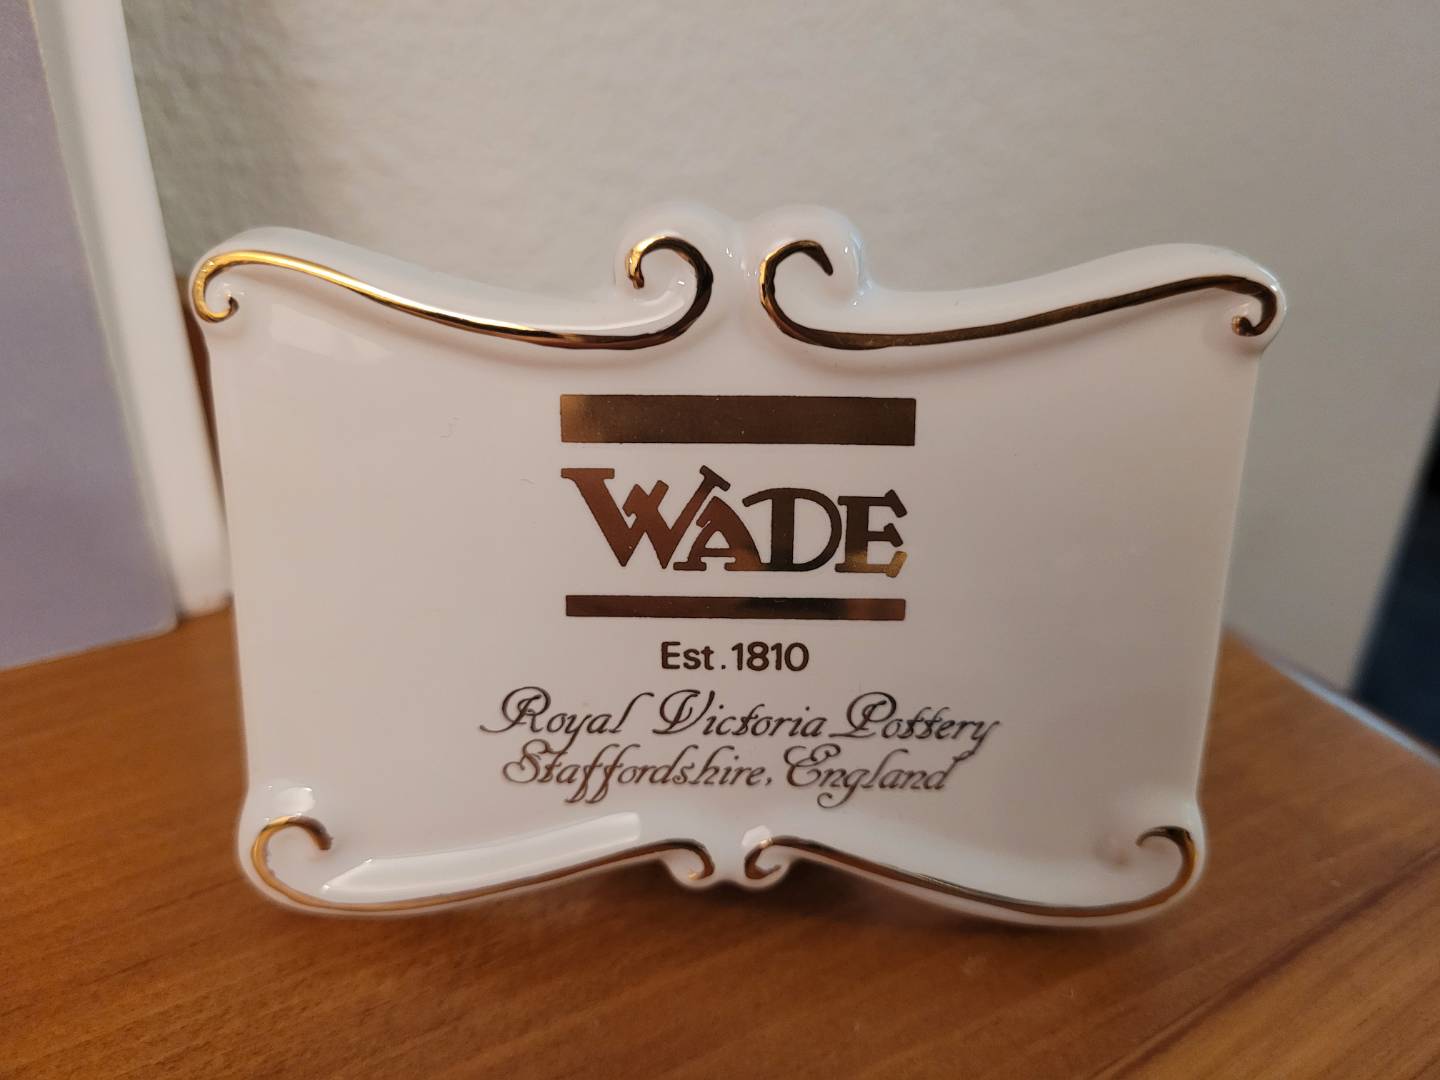 WADE
Est. 1810
Royal Victoria Pottery
Staffordshire, England